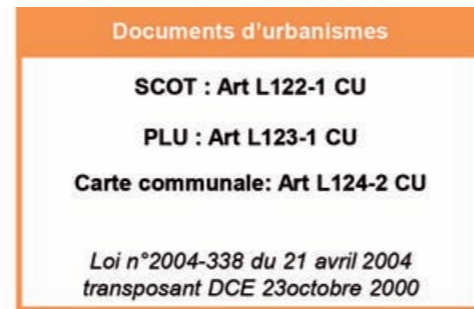 Documents d'urbanismes
SCOT : Art L122-1 CU
PLU : Art L123-1 CU
Carte communale: Art L124-2 CU
Loi n°2004-338 du 21 avril 2004
transposant DCE 23octobre 2000